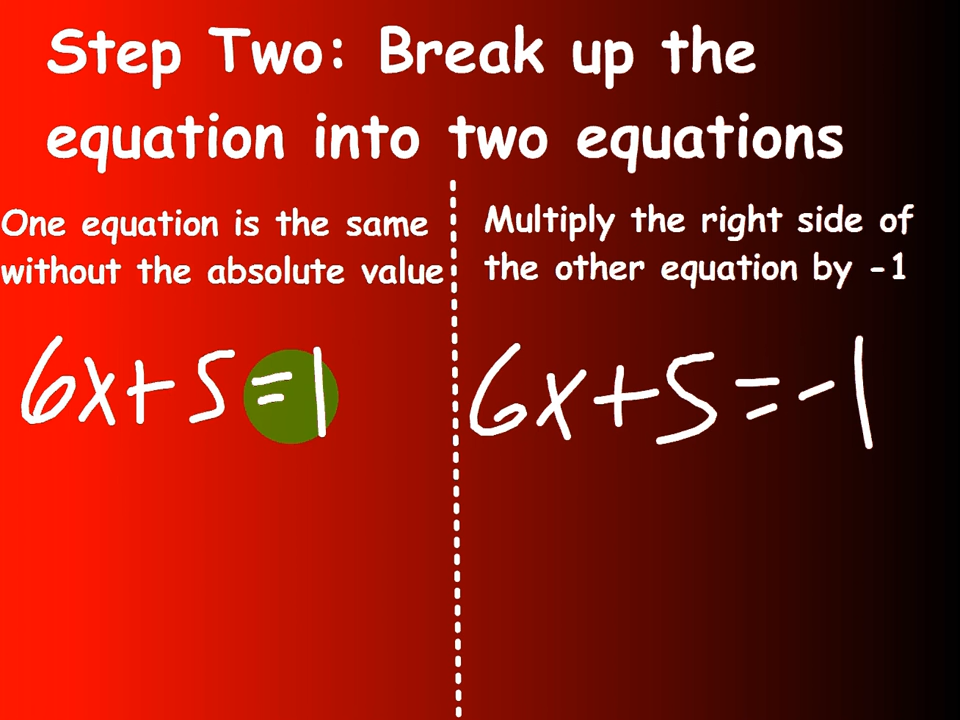 Step Two: Break up the
equation into two equations
One equation is the same
without the absolute value
Multiply the right side of
the other equation by -1
6x+5=1
6x+5=-1